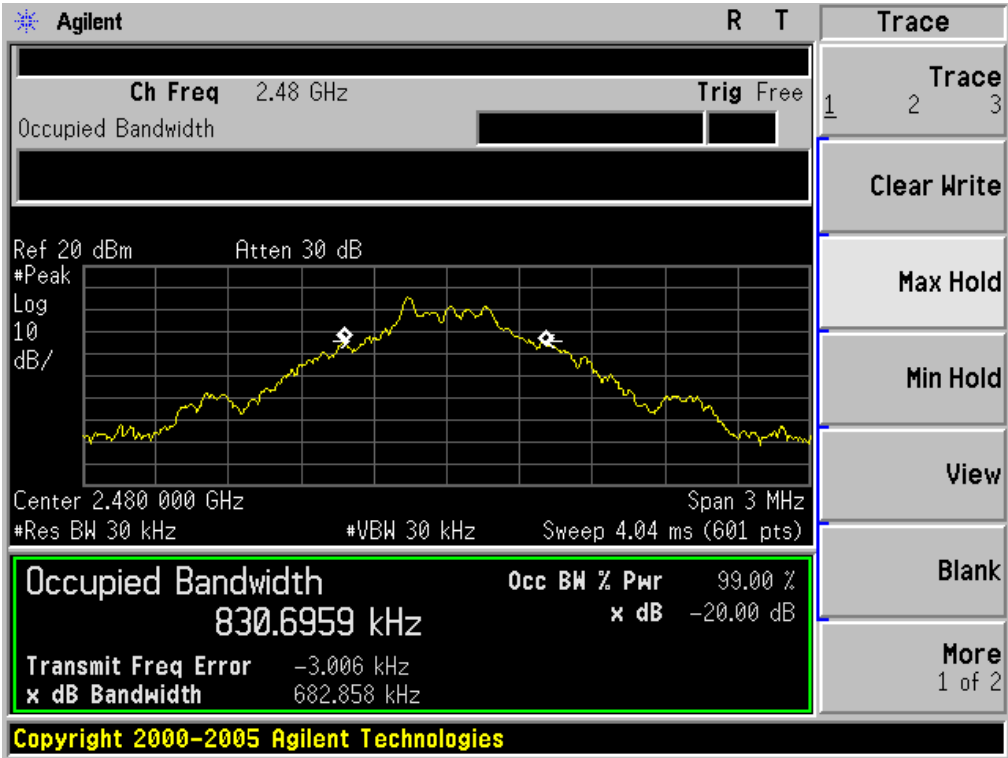 Agilent R T
Ch Freq 2.48 GHz Trig Free
Occupied Bandwidth
Ref 20 dBm Atten 30 dB
#Peak
Log
10
dB/
Center 2.480 000 GHz Span 3 MHz
#Res BW 30 kHz #VBW 30 kHz Sweep 4.04 ms (601 pts)
Occupied Bandwidth Occ BW % Pwr 99.00 %
830.6959 kHz x dB -20.00 dB
Transmit Freq Error -3.006 kHz
x dB Bandwidth 682.858 kHz
Copyright 2000-2005 Agilent Technologies
Trace
Trace
1 2 3
Clear Write
Max Hold
Min Hold
View
Blank
More
1 of 2